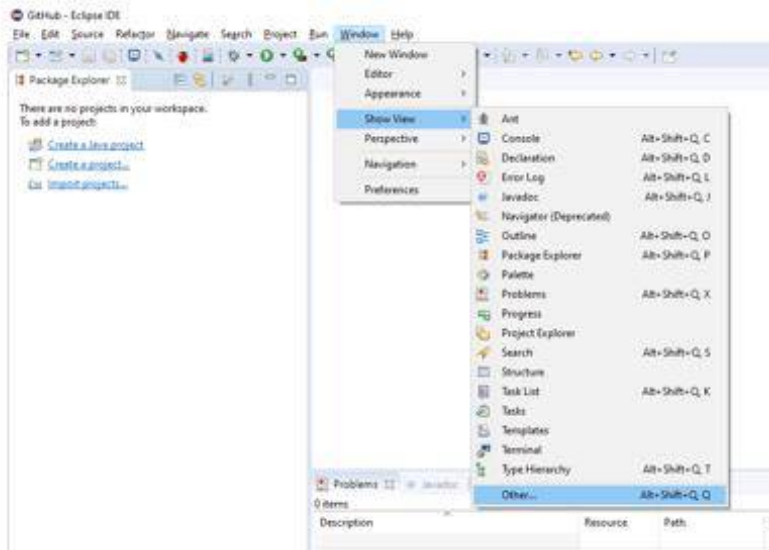 GitHub - Eclipse IDE
File Edit Source Refactor Navigate Search Project Run Window Help
Package Explorer
There are no projects in your workspace.
To add a project:
Create a Java project
Create a project...
Import projects...
New Window
Editor
Appearance
Show View
Perspective
Navigation
Preferences
Ant
Console Alt+Shift+Q, C
Declaration Alt+Shift+Q, D
Error Log Alt+Shift+Q, L
Javadoc Alt+Shift+Q, J
Navigator (Deprecated)
Outline Alt+Shift+Q, O
Package Explorer Alt+Shift+Q, P
Palette
Problems Alt+Shift+Q, X
Progress
Project Explorer
Search Alt+Shift+Q, S
Structure
Task List Alt+Shift+Q, K
Tasks
Templates
Terminal
Type Hierarchy Alt+Shift+Q, T
Other... Alt+Shift+Q, Q
Problems Javadoc
0 items
Description Resource Path